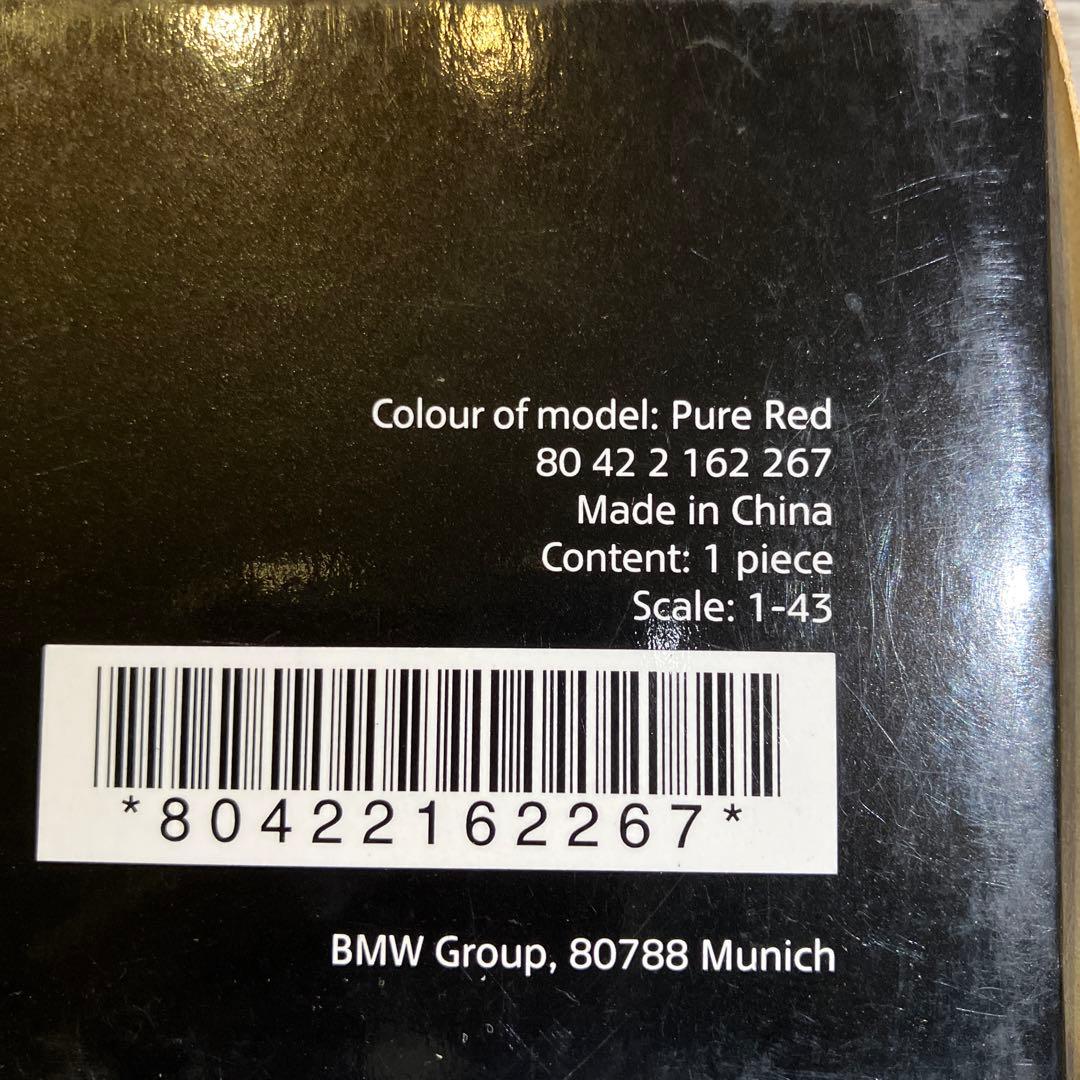 Colour of model: Pure Red
80 42 2 162 267
Made in China
Content: 1 piece
Scale: 1-43
*80422162267*
BMW Group, 80788 Munich